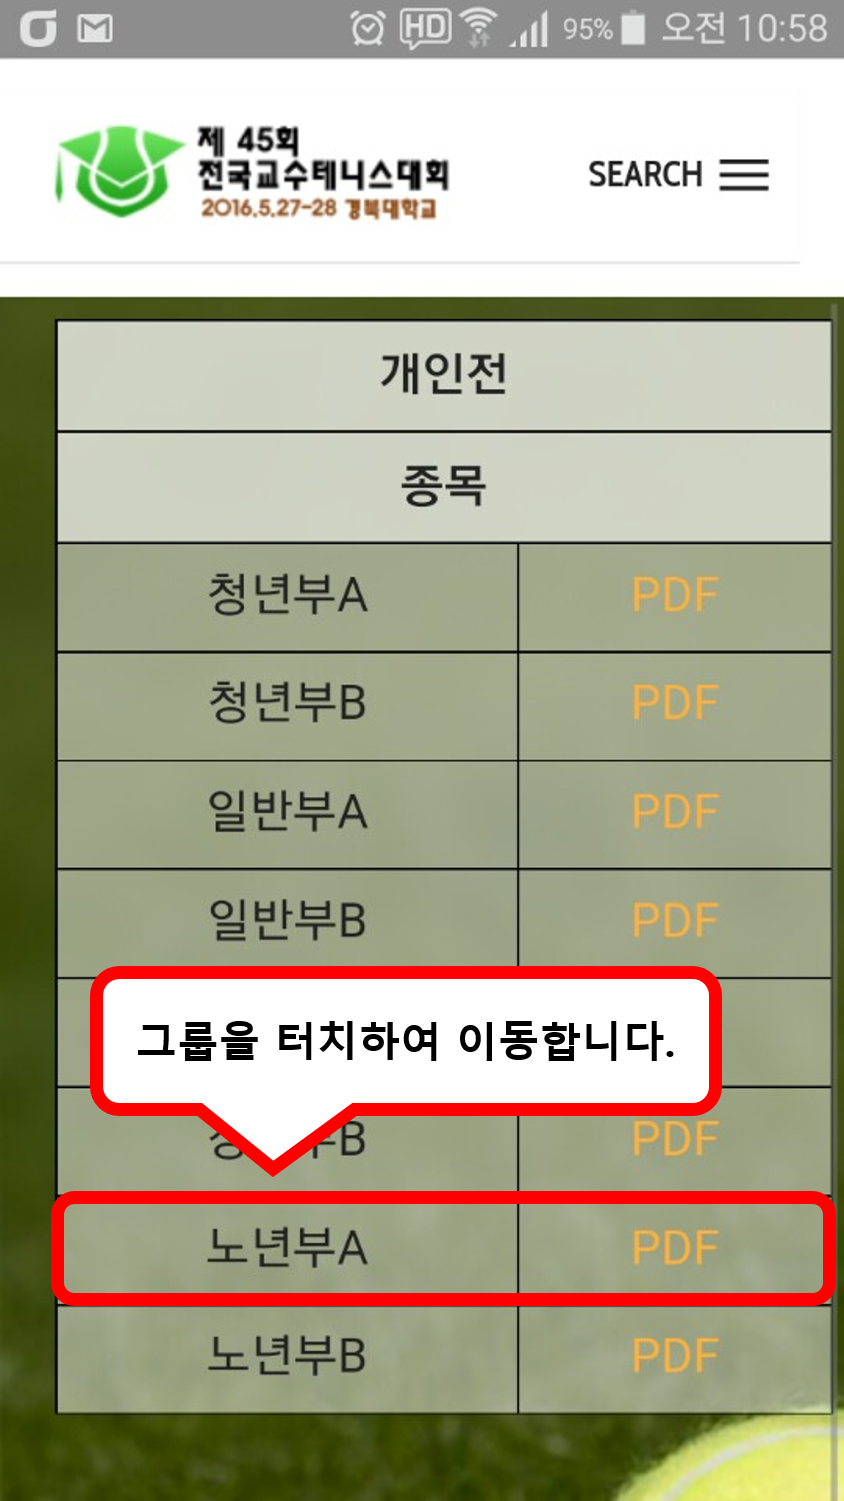 95% 오전 10:58
제 45회
전국교수테니스대회
2016.5.27-28 경북대학교
SEARCH
개인전
종목
청년부A PDF
청년부B PDF
일반부A PDF
일반부B PDF
그룹을 터치하여 이동합니다.
부B PDF
노년부A PDF
노년부B PDF